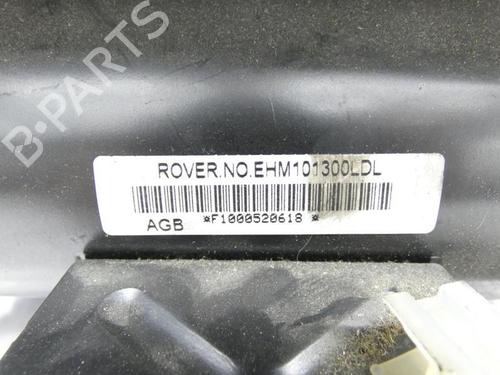 B-PARTS
ROVER.NO.EHM101300LDL
AGB *F1000520618 *